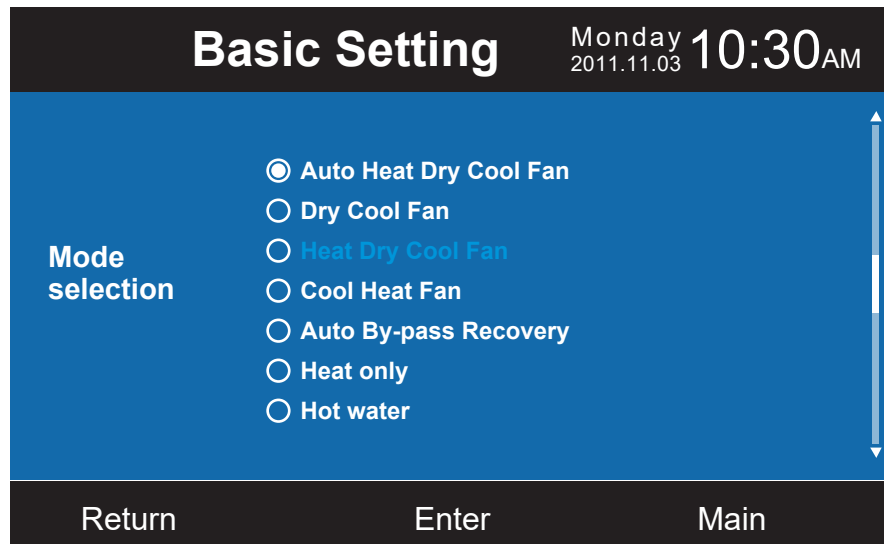 Basic Setting
Monday
2011.11.03
10:30AM
Auto Heat Dry Cool Fan
Dry Cool Fan
Mode
selection
Heat Dry Cool Fan
Cool Heat Fan
Auto By-pass Recovery
Heat only
Hot water
Return Enter Main